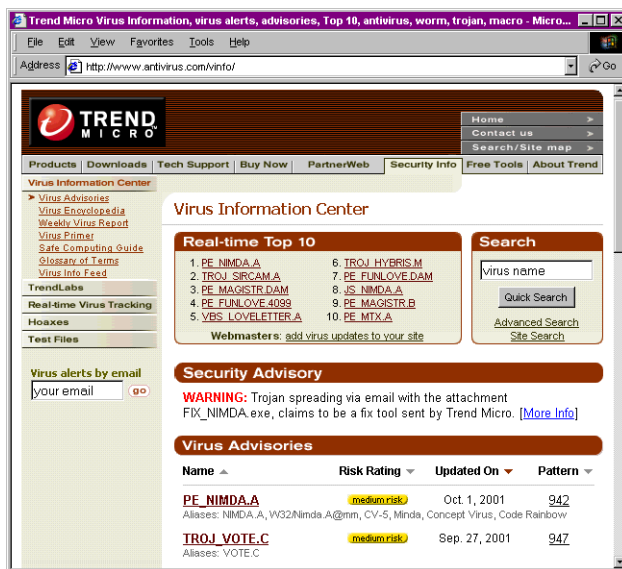 Trend Micro Virus Information, virus alerts, advisories, Top 10, antivirus, worm, trojan, macro - Micro...
File Edit View Favorites Tools Help
Address http://www.antivirus.com/vinfo/ Go
TREND
MICRO
Home >
Contact us >
Search/Site map >
Products Downloads Tech Support Buy Now PartnerWeb Security Info Free Tools About Trend
Virus Information Center
Virus Advisories
Virus Encyclopedia
Weekly Virus Report
Virus Primer
Safe Computing Guide
Glossary of Terms
Virus Info Feed
TrendLabs
Real-time Virus Tracking
Hoaxes
Test Files
Virus alerts by email
your email go
Virus Information Center
Real-time Top 10
1. PE_NIMDA.A
2. TROJ_SIRCAM.A
3. PE_MAGISTR.DAM
4. PE_FUNLOVE.4099
5. VBS_LOVELETTER.A
6. TROJ_HYBRIS.M
7. PE_FUNLOVE.DAM
8. JS_NIMDA.A
9. PE_MAGISTR.B
10. PE_MTX.A
Webmasters: add virus updates to your site
Search
virus name
Quick Search
Advanced Search
Site Search
Security Advisory
WARNING: Trojan spreading via email with the attachment
FIX_NIMDA.exe, claims to be a fix tool sent by Trend Micro. [More Info]
Virus Advisories
Name Risk Rating Updated On Pattern
PE_NIMDA.A medium risk Oct. 1, 2001 942
Aliases: NIMDA.A, W32/Nimda.A@mm, CV-5, Minda, Concept Virus, Code Rainbow
TROJ_VOTE.C medium risk Sep. 27, 2001 947
Aliases: VOTE.C